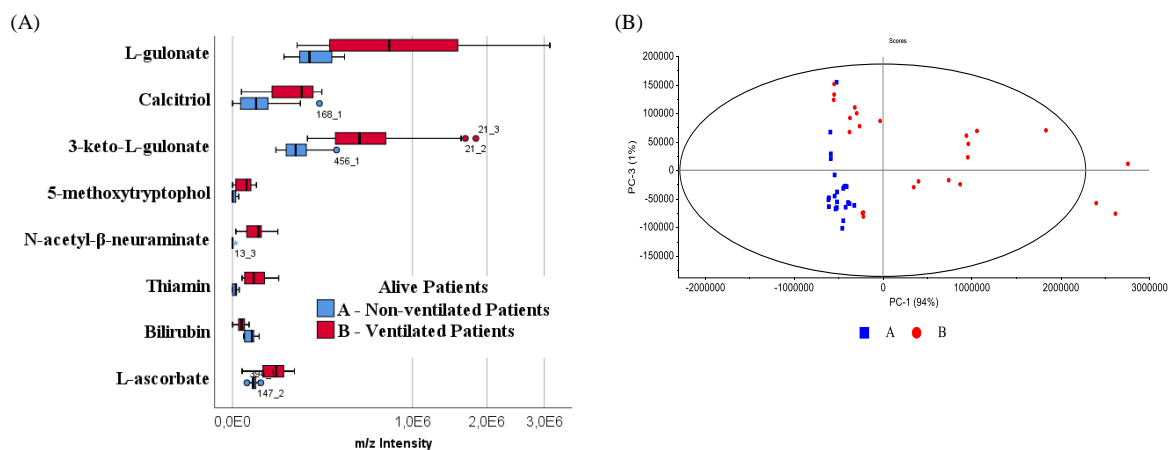 (A)
L-gulonate
Calcitriol
168_1
3-keto-L-gulonate
21_3
21_2
456_1
5-methoxytryptophol
N-acetyl-β-neuraminate
13_3
Thiamin
Alive Patients
A - Non-ventilated Patients
B - Ventilated Patients
Bilirubin
L-ascorbate
147_2
0,0E0 1,0E6 2,0E6 3,0E6
m/z Intensity
(B)
Scores
200000
150000
100000
50000
0
-50000
-100000
-150000
PC-3 (1%)
-2000000 -1000000 0 1000000 2000000 3000000
PC-1 (94%)
A B